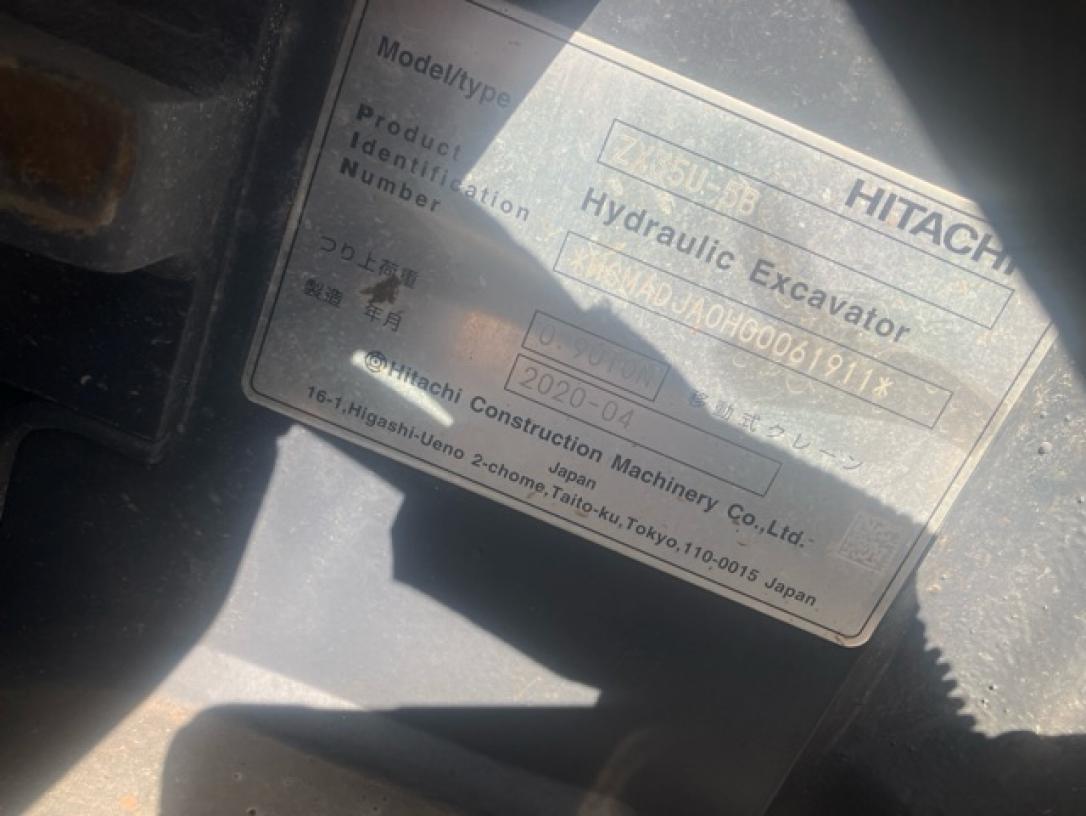 HITACHI
Model/type ZX35U-5B
Hydraulic Excavator
Product
Identification
Number
つり上荷重 0.90TON 移動式クレーン
製造 年月 2020-04
Hitachi Construction Machinery Co.,Ltd.
Japan
16-1,Higashi-Ueno 2-chome,Taito-ku,Tokyo,110-0015 Japan